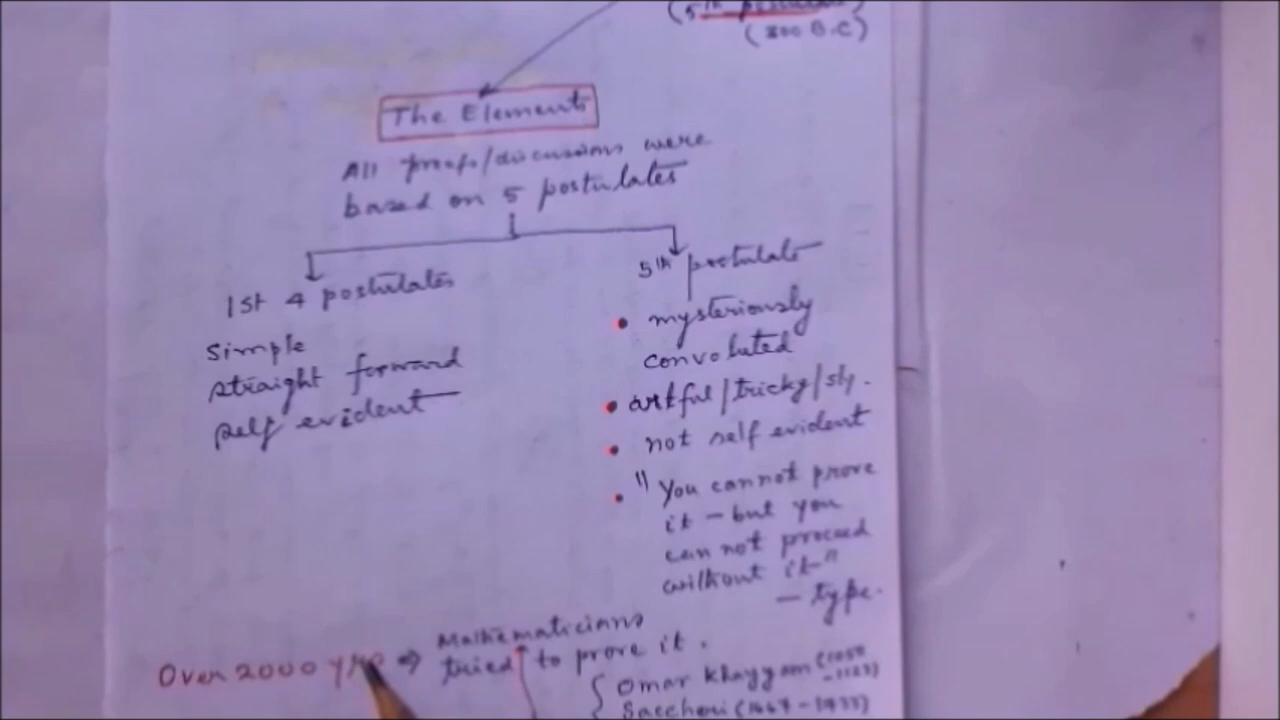 (5th postulate)
(300 B.C)
The Elements
All proofs/discussions were
based on 5 postulates
1st 4 postulates
simple
straight forward
self evident
5th postulate
• mysteriously
convoluted
• artful/tricky/sly.
• not self evident
• "You cannot prove
it - but you
can not proceed
without it"
- type.
Over 2000 yrs ⇒ Mathematicians
tried to prove it.
Omar Khayyam
Saccheri